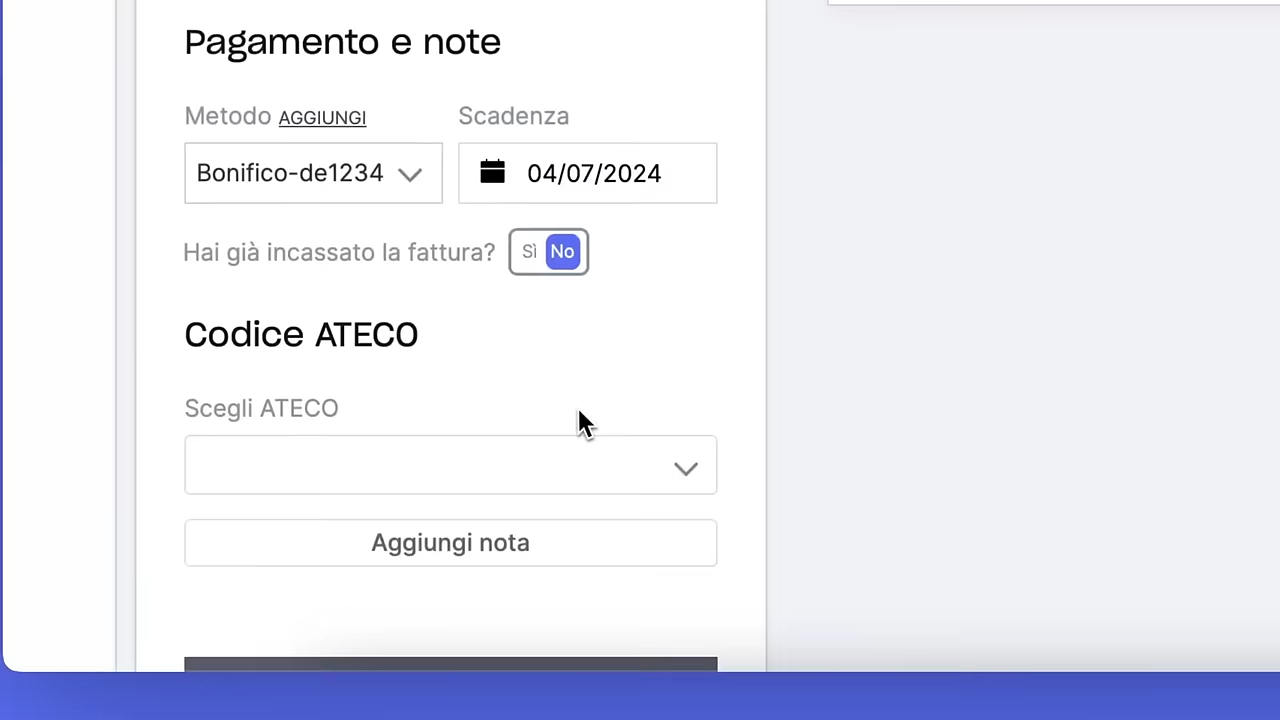 Pagamento e note
Metodo AGGIUNGI Scadenza
Bonifico-de1234 04/07/2024
Hai già incassato la fattura? Sì No
Codice ATECO
Scegli ATECO
Aggiungi nota